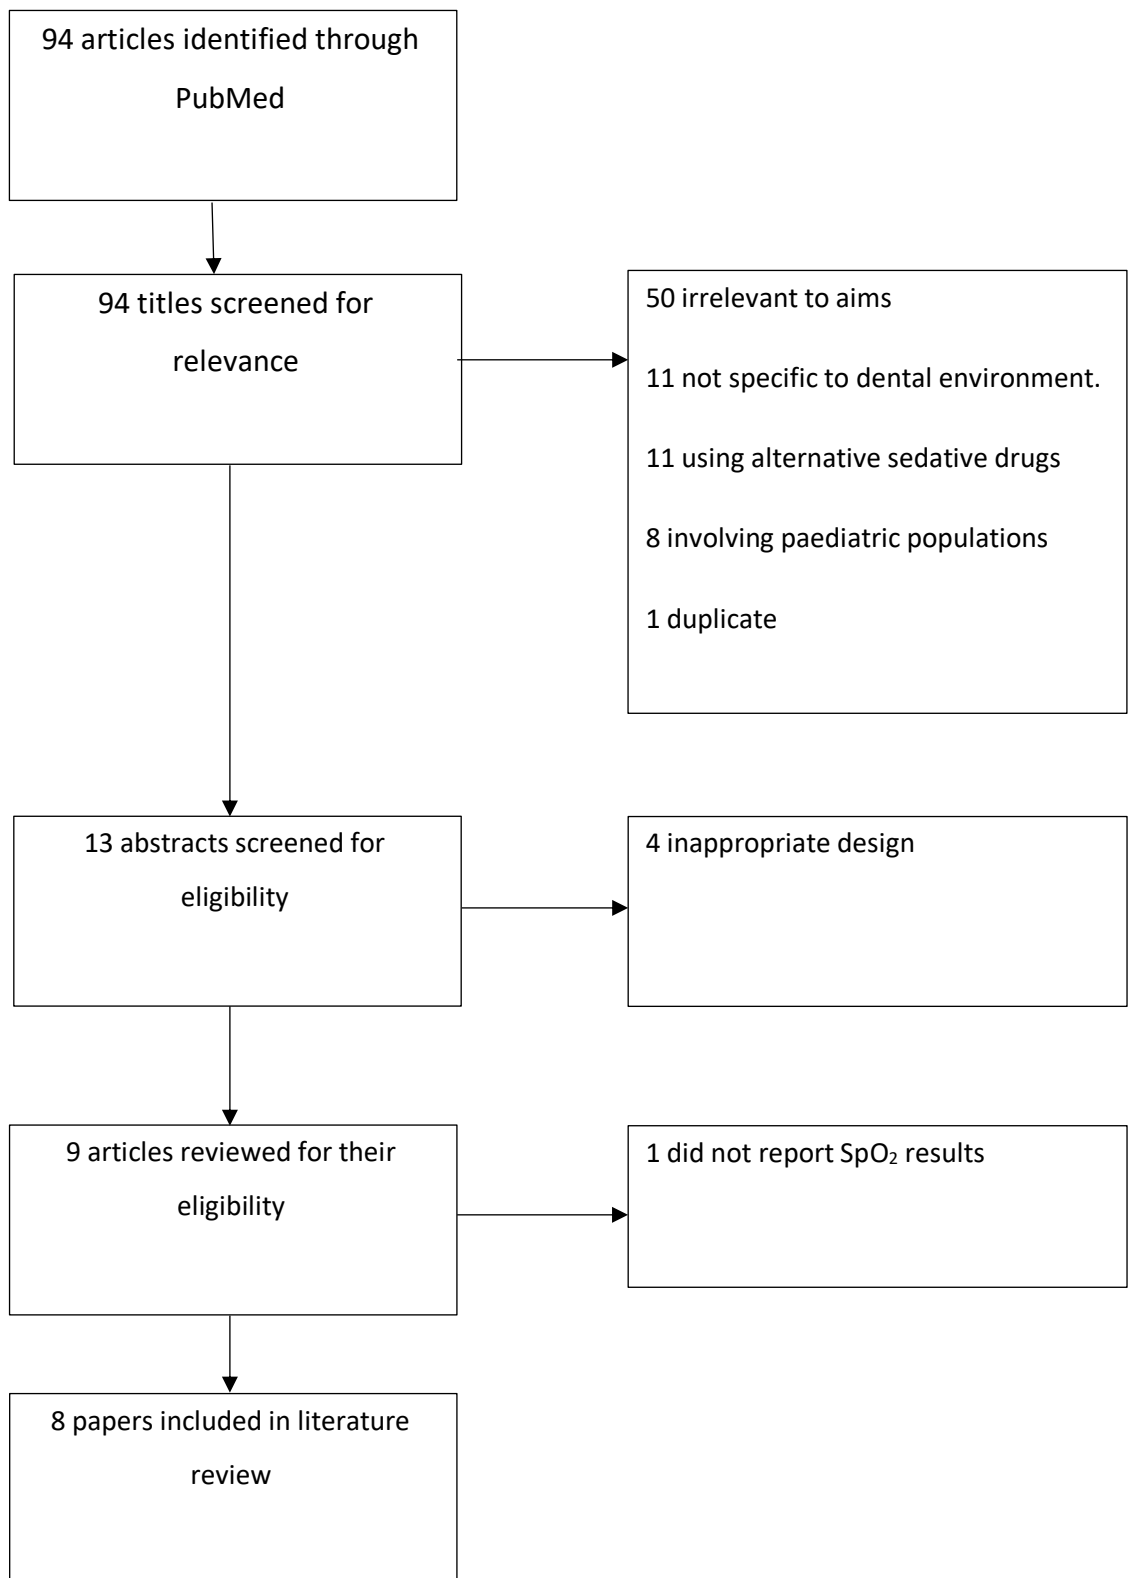 94 articles identified through
PubMed
94 titles screened for
relevance
50 irrelevant to aims
11 not specific to dental environment.
11 using alternative sedative drugs
8 involving paediatric populations
1 duplicate
13 abstracts screened for
eligibility
4 inappropriate design
9 articles reviewed for their
eligibility
1 did not report SpO₂ results
8 papers included in literature
review